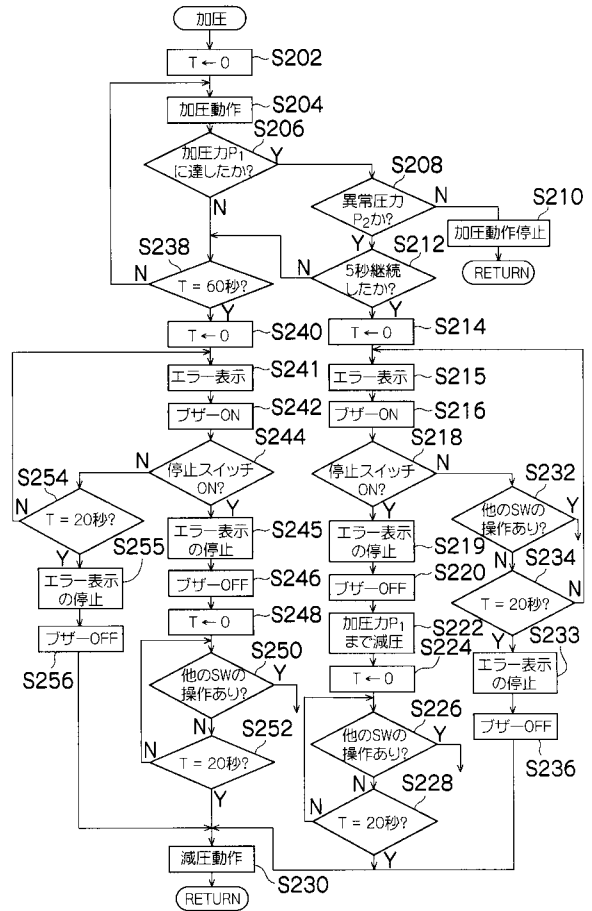 加圧
T←0
S202
加圧動作
S204
S206
加圧力P₁
に達したか?
Y
N
S208
異常圧力
P₂か?
N
Y
S210
加圧動作停止
RETURN
S212
5秒継続
したか?
N
Y
S238
T = 60秒?
N
Y
T←0
S240
T←0
S214
エラー表示
S241
エラー表示
S215
ブザーON
S242
ブザーON
S216
S244
停止スイッチ
ON?
N
Y
S218
停止スイッチ
ON?
N
Y
S254
T = 20秒?
N
Y
S232
他のSWの
操作あり?
Y
N
エラー表示
の停止
S245
エラー表示
の停止
S219
S234
T = 20秒?
N
Y
S255
エラー表示
の停止
ブザーOFF
S246
ブザーOFF
S220
T←0
S248
加圧力P₁
まで減圧
S222
S233
エラー表示
の停止
ブザーOFF
S256
T←0
S224
S250
他のSWの
操作あり?
Y
N
ブザーOFF
S236
S226
他のSWの
操作あり?
Y
N
S252
T = 20秒?
N
Y
S228
T = 20秒?
N
Y
減圧動作
S230
RETURN